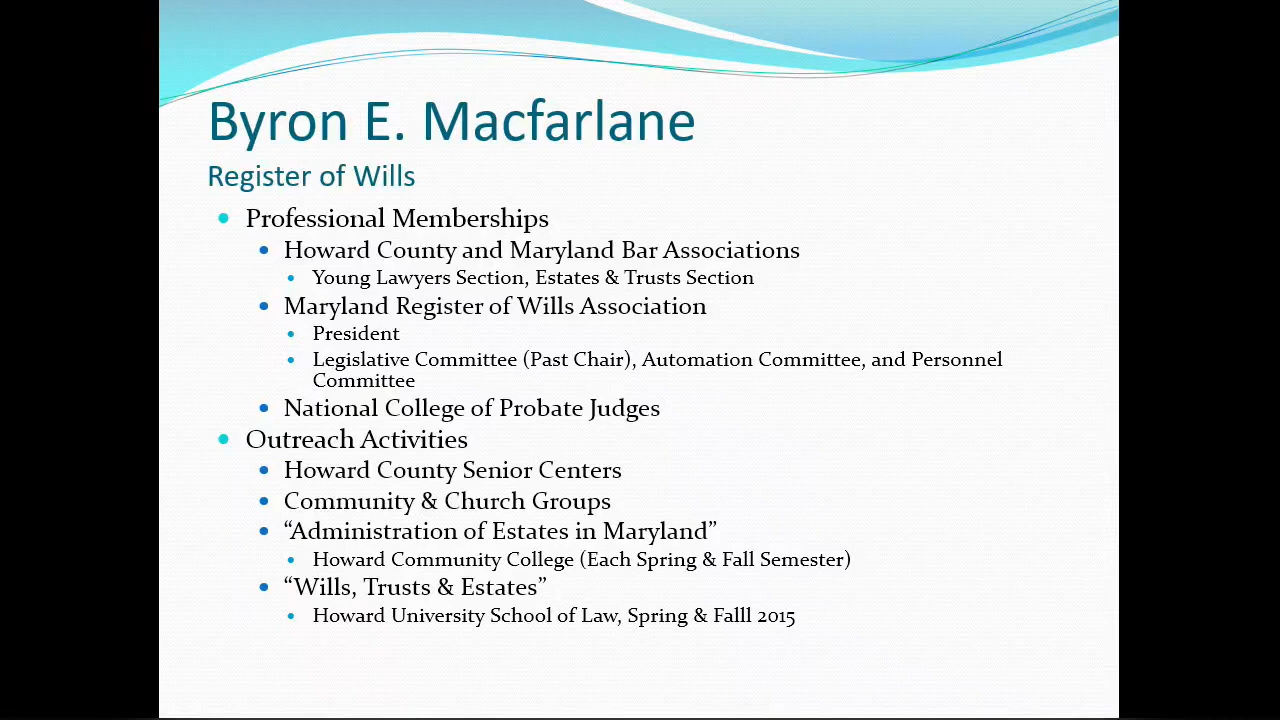 Byron E. Macfarlane
Register of Wills
Professional Memberships
Howard County and Maryland Bar Associations
Young Lawyers Section, Estates & Trusts Section
Maryland Register of Wills Association
President
Legislative Committee (Past Chair), Automation Committee, and Personnel
Committee
National College of Probate Judges
Outreach Activities
Howard County Senior Centers
Community & Church Groups
“Administration of Estates in Maryland”
Howard Community College (Each Spring & Fall Semester)
“Wills, Trusts & Estates”
Howard University School of Law, Spring & Falll 2015